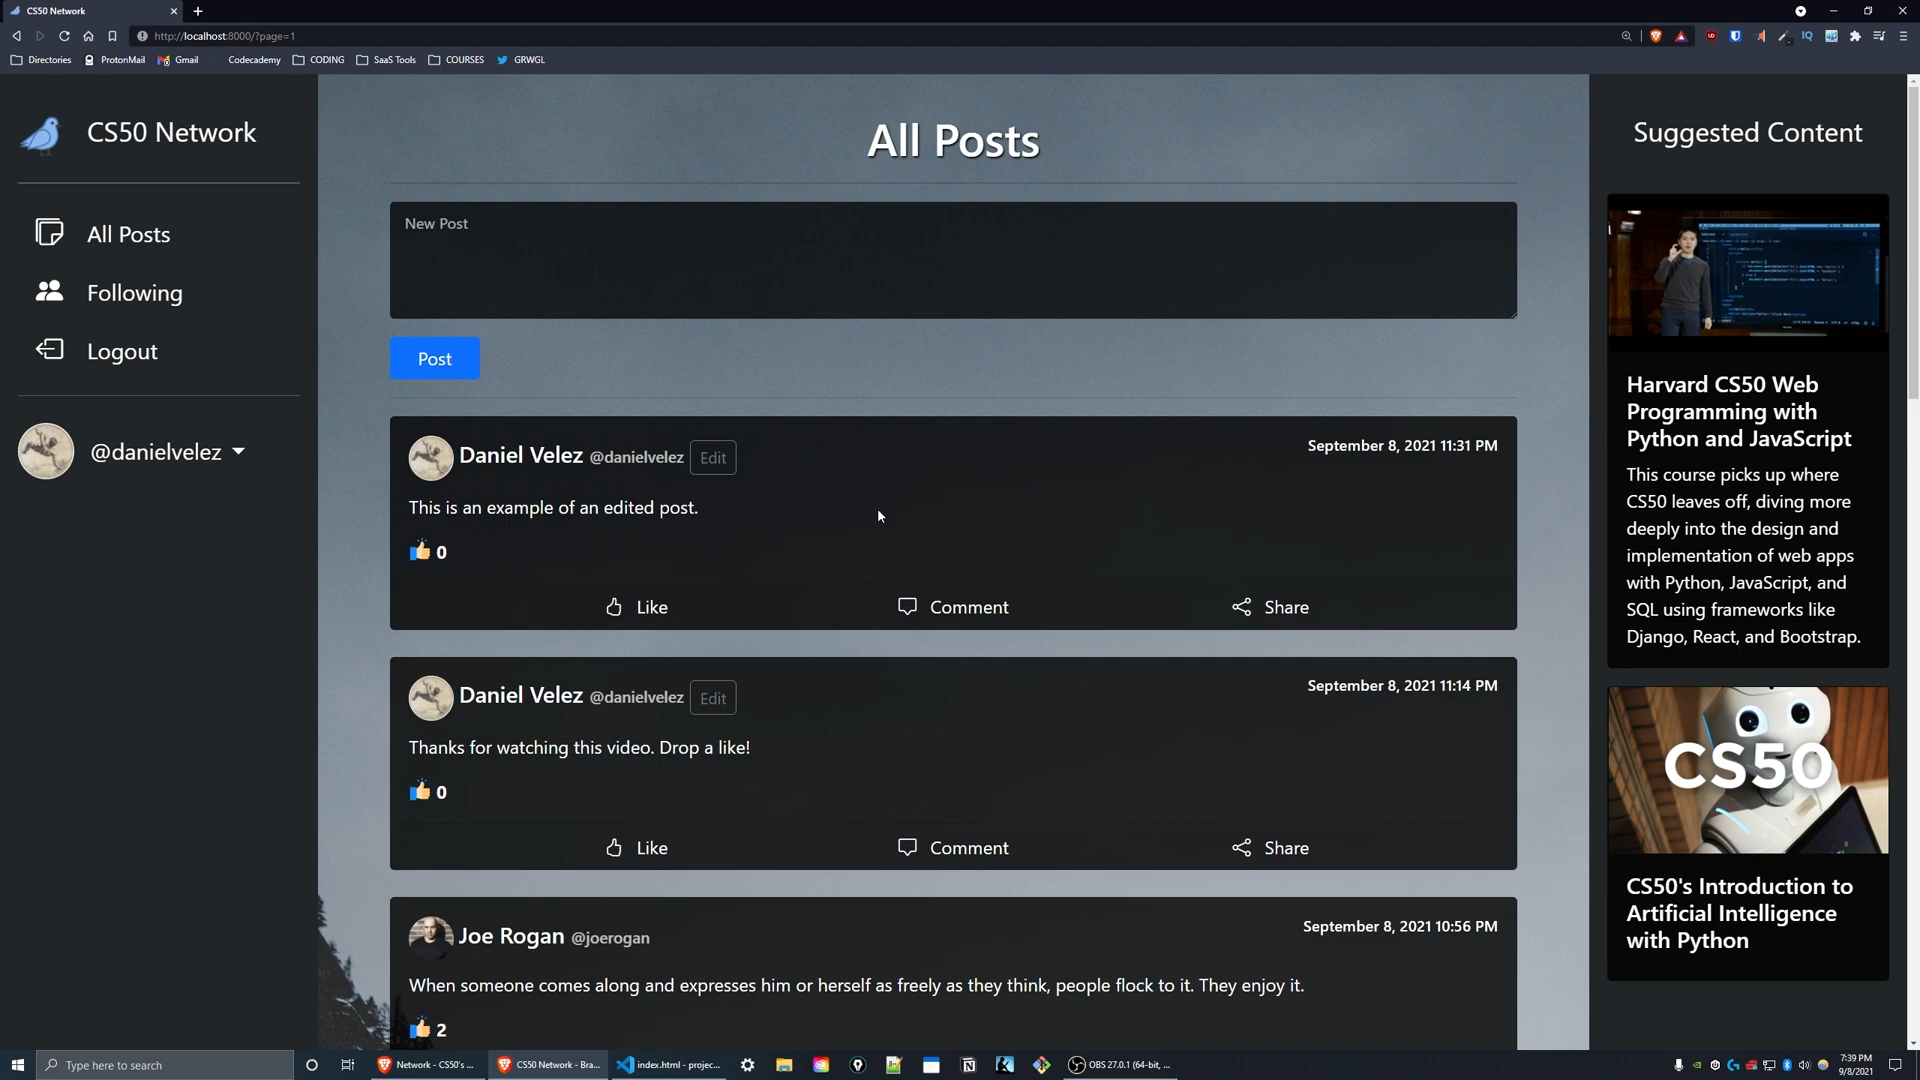 CS50 Network
http://localhost:8000/?page=1
Directories ProtonMail Gmail Codecademy CODING SaaS Tools COURSES GRWGL
CS50 Network
All Posts
Following
Logout
@danielvelez
All Posts
New Post
Post
Daniel Velez @danielvelez Edit
September 8, 2021 11:31 PM
This is an example of an edited post.
0
Like Comment Share
Daniel Velez @danielvelez Edit
September 8, 2021 11:14 PM
Thanks for watching this video. Drop a like!
0
Like Comment Share
Joe Rogan @joerogan
September 8, 2021 10:56 PM
When someone comes along and expresses him or herself as freely as they think, people flock to it. They enjoy it.
2
Suggested Content
Harvard CS50 Web
Programming with
Python and JavaScript
This course picks up where
CS50 leaves off, diving more
deeply into the design and
implementation of web apps
with Python, JavaScript, and
SQL using frameworks like
Django, React, and Bootstrap.
CS50
CS50's Introduction to
Artificial Intelligence
with Python
Type here to search
Network - CS50's ...
CS50 Network - Bra...
index.html - projec...
OBS 27.0.1 (64-bit, ...
7:39 PM
9/8/2021